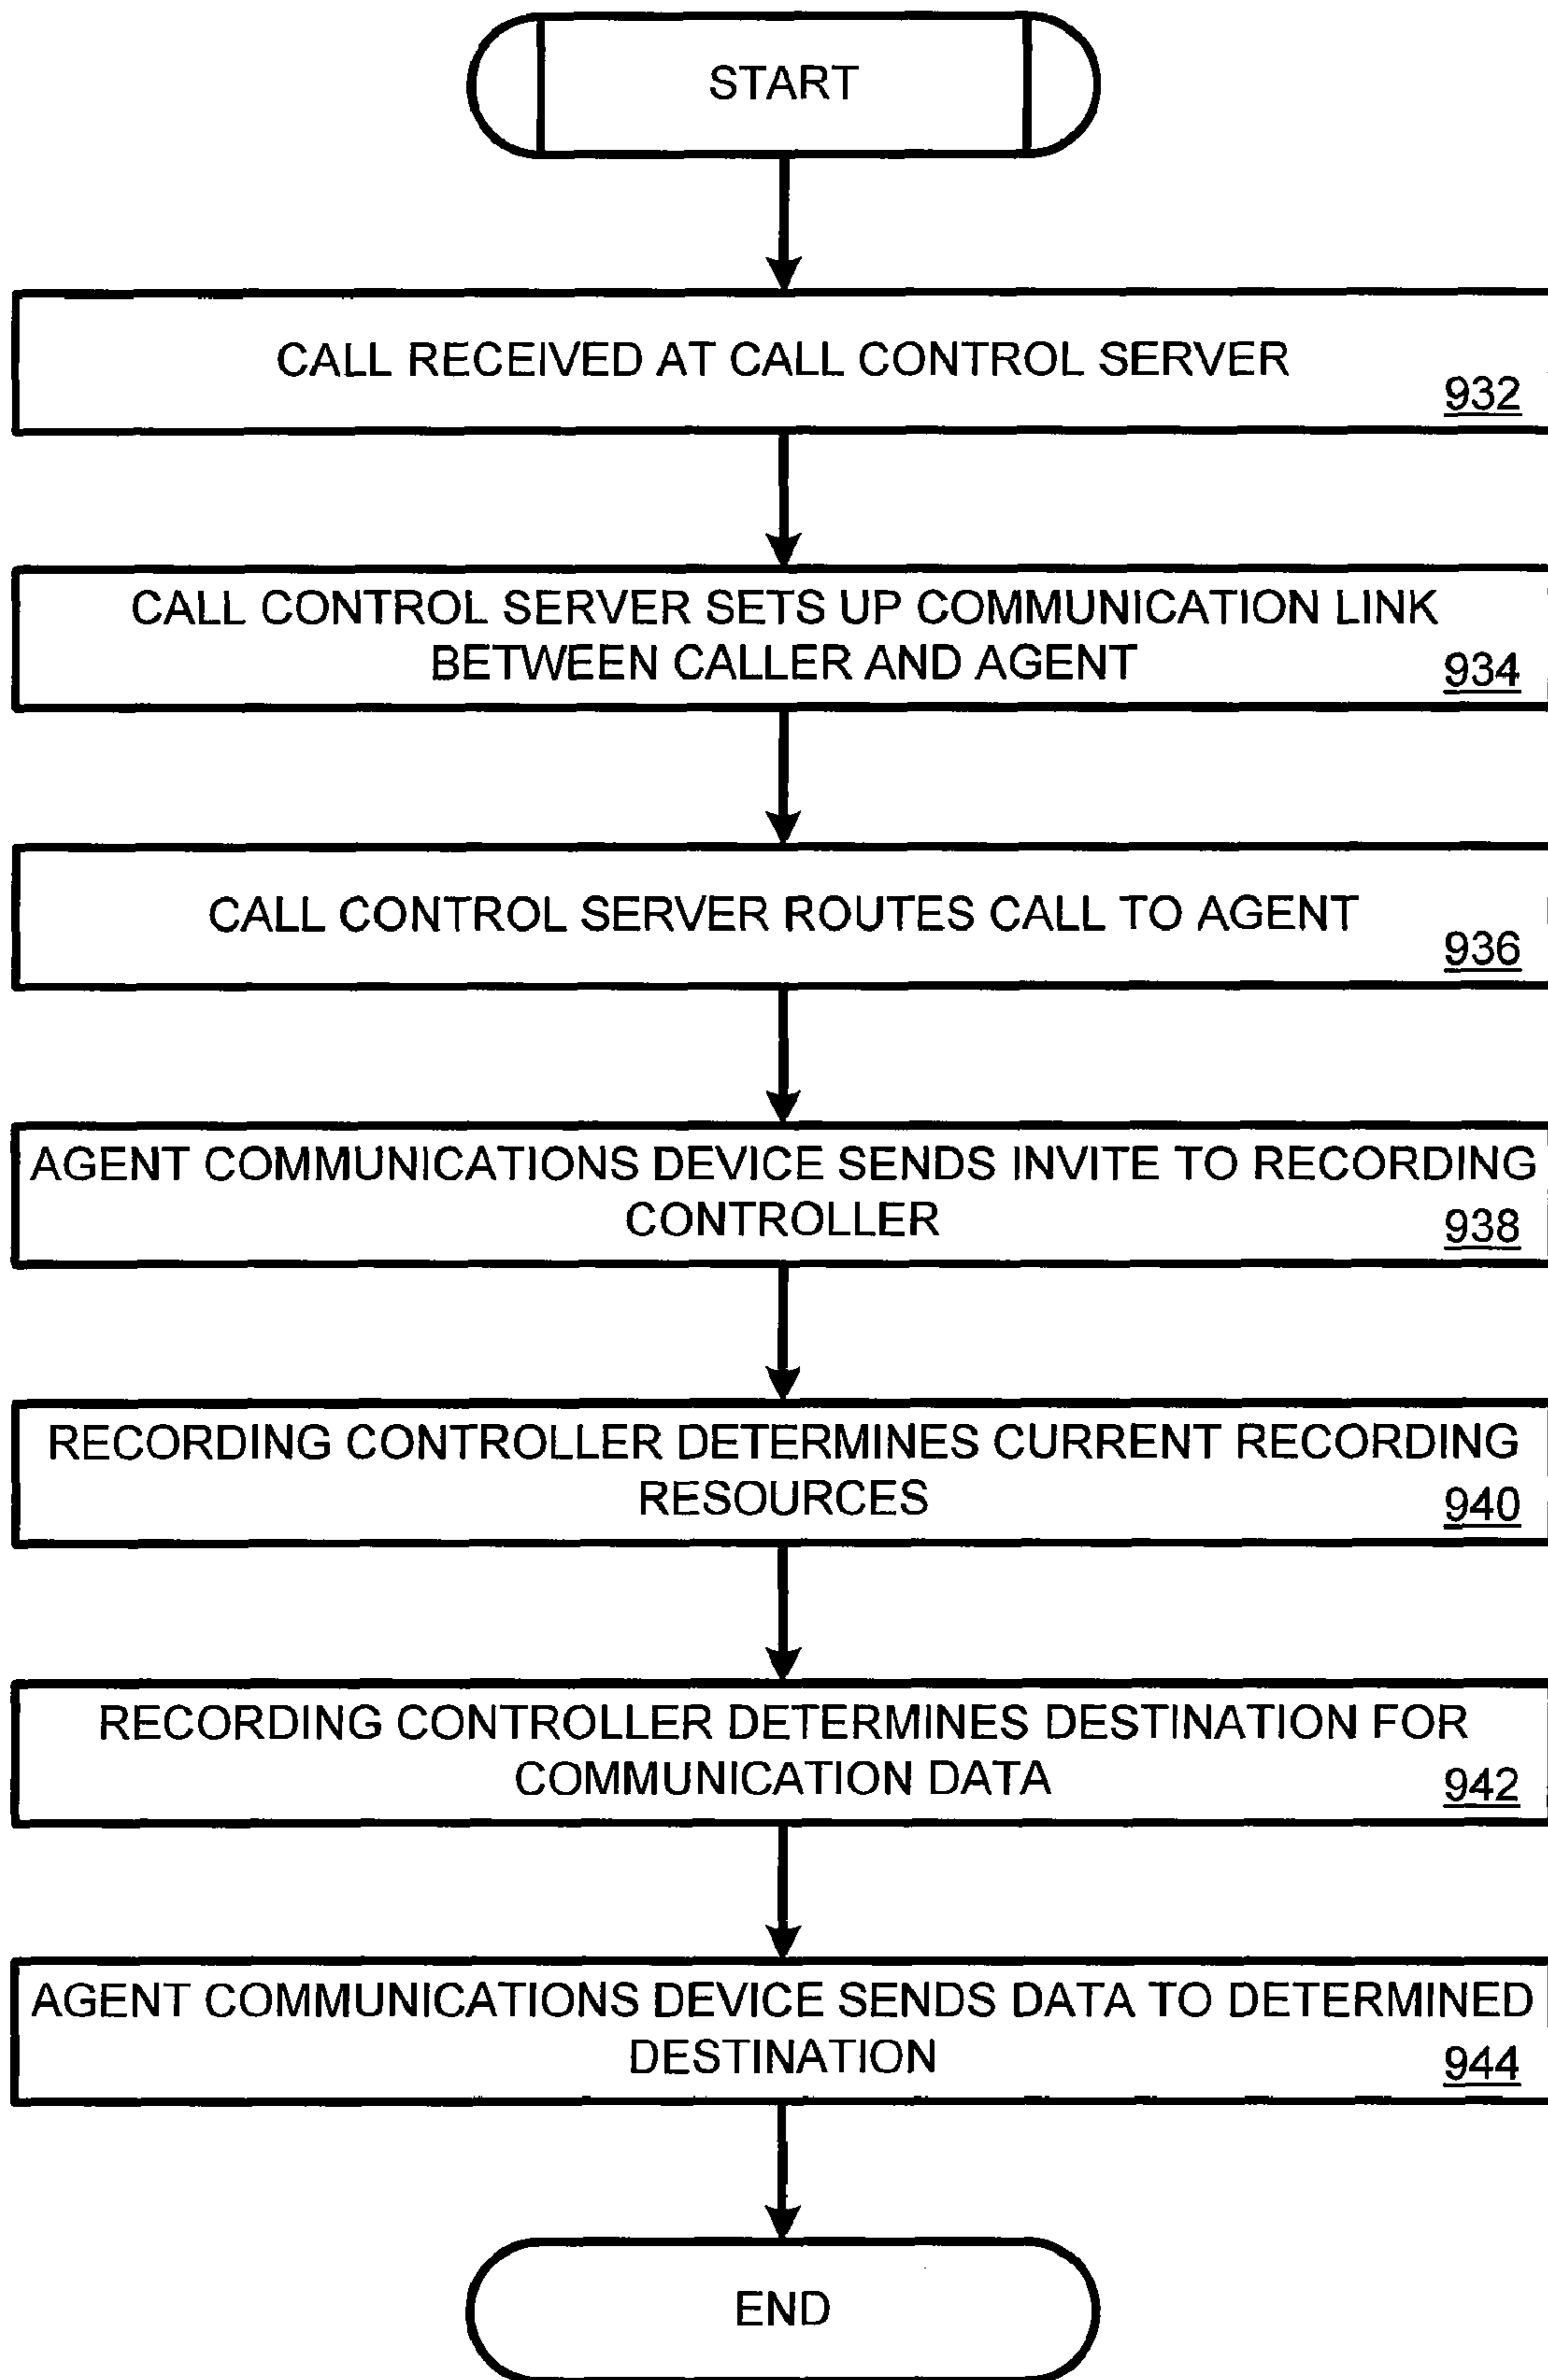 START
CALL RECEIVED AT CALL CONTROL SERVER
932
CALL CONTROL SERVER SETS UP COMMUNICATION LINK
BETWEEN CALLER AND AGENT
934
CALL CONTROL SERVER ROUTES CALL TO AGENT
936
AGENT COMMUNICATIONS DEVICE SENDS INVITE TO RECORDING
CONTROLLER
938
RECORDING CONTROLLER DETERMINES CURRENT RECORDING
RESOURCES
940
RECORDING CONTROLLER DETERMINES DESTINATION FOR
COMMUNICATION DATA
942
AGENT COMMUNICATIONS DEVICE SENDS DATA TO DETERMINED
DESTINATION
944
END